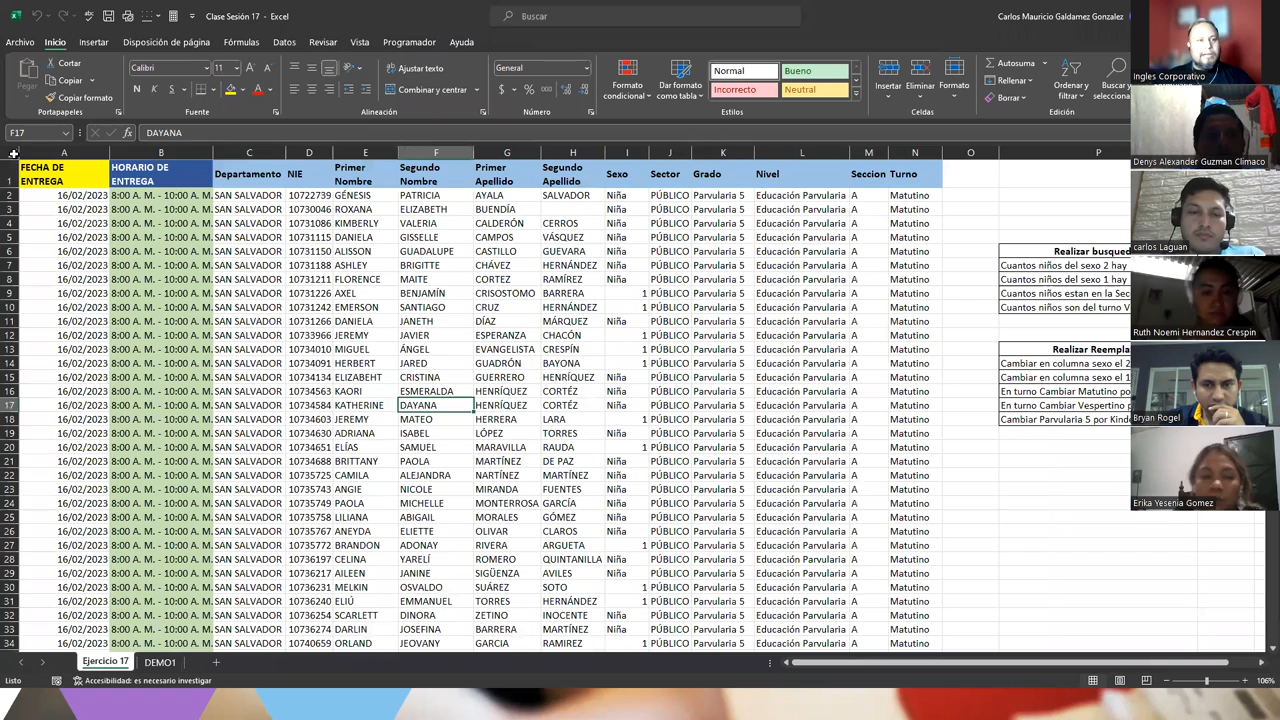 Clase Sesión 17 - Excel
Buscar
Carlos Mauricio Galdamez Gonzalez
Archivo Inicio Insertar Disposición de página Fórmulas Datos Revisar Vista Programador Ayuda
Pegar
Cortar
Copiar
Copiar formato
Portapapeles
Calibri 11
N K S
Fuente
Ajustar texto
Combinar y centrar
Alineación
General
$ % 000
Número
Formato condicional
Dar formato como tabla
Normal Bueno
Incorrecto Neutral
Estilos
Insertar Eliminar Formato
Celdas
Autosuma
Rellenar
Borrar
Ordenar y filtrar
F17 fx DAYANA
A B C D E F G H I J K L M N O P
1 FECHA DE ENTREGA HORARIO DE ENTREGA Departamento NIE Primer Nombre Segundo Nombre Primer Apellido Segundo Apellido Sexo Sector Grado Nivel Seccion Turno
2 16/02/2023 8:00 A. M. - 10:00 A. M. SAN SALVADOR 10722739 GÉNESIS PATRICIA AYALA SALVADOR Niña PÚBLICO Parvularia 5 Educación Parvularia A Matutino
3 16/02/2023 8:00 A. M. - 10:00 A. M. SAN SALVADOR 10730046 ROXANA ELIZABETH BUENDÍA Niña PÚBLICO Parvularia 5 Educación Parvularia A Matutino
4 16/02/2023 8:00 A. M. - 10:00 A. M. SAN SALVADOR 10731086 KIMBERLY VALERIA CALDERÓN CERROS Niña PÚBLICO Parvularia 5 Educación Parvularia A Matutino
5 16/02/2023 8:00 A. M. - 10:00 A. M. SAN SALVADOR 10731115 DANIELA GISSELLE CAMPOS VÁSQUEZ Niña PÚBLICO Parvularia 5 Educación Parvularia A Matutino
6 16/02/2023 8:00 A. M. - 10:00 A. M. SAN SALVADOR 10731150 ALISSON GUADALUPE CASTILLO GUEVARA Niña PÚBLICO Parvularia 5 Educación Parvularia A Matutino Realizar busqued
7 16/02/2023 8:00 A. M. - 10:00 A. M. SAN SALVADOR 10731188 ASHLEY BRIGITTE CHÁVEZ HERNÁNDEZ Niña PÚBLICO Parvularia 5 Educación Parvularia A Matutino Cuantos niños del sexo 2 hay
8 16/02/2023 8:00 A. M. - 10:00 A. M. SAN SALVADOR 10731211 FLORENCE MAITE CORTEZ RAMÍREZ Niña PÚBLICO Parvularia 5 Educación Parvularia A Matutino Cuantos niños del sexo 1 hay
9 16/02/2023 8:00 A. M. - 10:00 A. M. SAN SALVADOR 10731226 AXEL BENJAMÍN CRISOSTOMO BARRERA 1 PÚBLICO Parvularia 5 Educación Parvularia A Matutino Cuantos niños estan en la Sec
10 16/02/2023 8:00 A. M. - 10:00 A. M. SAN SALVADOR 10731242 EMERSON SANTIAGO CRUZ HERNÁNDEZ 1 PÚBLICO Parvularia 5 Educación Parvularia A Matutino Cuantos niños son del turno V
11 16/02/2023 8:00 A. M. - 10:00 A. M. SAN SALVADOR 10731266 DANIELA JANETH DÍAZ MÁRQUEZ Niña PÚBLICO Parvularia 5 Educación Parvularia A Matutino
12 16/02/2023 8:00 A. M. - 10:00 A. M. SAN SALVADOR 10733966 JEREMY JAVIER ESPERANZA CHACÓN 1 PÚBLICO Parvularia 5 Educación Parvularia A Matutino
13 16/02/2023 8:00 A. M. - 10:00 A. M. SAN SALVADOR 10734010 MIGUEL ÁNGEL EVANGELISTA CRESPÍN 1 PÚBLICO Parvularia 5 Educación Parvularia A Matutino Realizar Reempla
14 16/02/2023 8:00 A. M. - 10:00 A. M. SAN SALVADOR 10734091 HERBERT JARED GUADRÓN BAYONA 1 PÚBLICO Parvularia 5 Educación Parvularia A Matutino Cambiar en columna sexo el 2
15 16/02/2023 8:00 A. M. - 10:00 A. M. SAN SALVADOR 10734134 ELIZABEHT CRISTINA GUERRERO HENRÍQUEZ Niña PÚBLICO Parvularia 5 Educación Parvularia A Matutino Cambiar en columna sexo el 1
16 16/02/2023 8:00 A. M. - 10:00 A. M. SAN SALVADOR 10734563 KAORI ESMERALDA HENRÍQUEZ CORTÉZ Niña PÚBLICO Parvularia 5 Educación Parvularia A Matutino En turno Cambiar Matutino p
17 16/02/2023 8:00 A. M. - 10:00 A. M. SAN SALVADOR 10734584 KATHERINE DAYANA HENRÍQUEZ CORTÉZ Niña PÚBLICO Parvularia 5 Educación Parvularia A Matutino En turno Cambiar Vespertino p
18 16/02/2023 8:00 A. M. - 10:00 A. M. SAN SALVADOR 10734603 JEREMY MATEO HERRERA LARA 1 PÚBLICO Parvularia 5 Educación Parvularia A Matutino Cambiar Parvularia 5 por Kinde
19 16/02/2023 8:00 A. M. - 10:00 A. M. SAN SALVADOR 10734630 ADRIANA ISABEL LÓPEZ TORRES Niña PÚBLICO Parvularia 5 Educación Parvularia A Matutino
20 16/02/2023 8:00 A. M. - 10:00 A. M. SAN SALVADOR 10734651 ELÍAS SAMUEL MARAVILLA RAUDA 1 PÚBLICO Parvularia 5 Educación Parvularia A Matutino
21 16/02/2023 8:00 A. M. - 10:00 A. M. SAN SALVADOR 10734688 BRITTANY PAOLA MARTÍNEZ DE PAZ Niña PÚBLICO Parvularia 5 Educación Parvularia A Matutino
22 16/02/2023 8:00 A. M. - 10:00 A. M. SAN SALVADOR 10735725 CAMILA ALEJANDRA NARTÍNEZ MARTÍNEZ Niña PÚBLICO Parvularia 5 Educación Parvularia A Matutino
23 16/02/2023 8:00 A. M. - 10:00 A. M. SAN SALVADOR 10735743 ANGIE NICOLE MIRANDA FUENTES Niña PÚBLICO Parvularia 5 Educación Parvularia A Matutino
24 16/02/2023 8:00 A. M. - 10:00 A. M. SAN SALVADOR 10735749 PAOLA MICHELLE MONTERROSA GARCÍA Niña PÚBLICO Parvularia 5 Educación Parvularia A Matutino
25 16/02/2023 8:00 A. M. - 10:00 A. M. SAN SALVADOR 10735758 LILIANA ABIGAIL MORALES GÓMEZ Niña PÚBLICO Parvularia 5 Educación Parvularia A Matutino
26 16/02/2023 8:00 A. M. - 10:00 A. M. SAN SALVADOR 10735767 ANEYDA ELIETTE OLIVAR CLAROS Niña PÚBLICO Parvularia 5 Educación Parvularia A Matutino
27 16/02/2023 8:00 A. M. - 10:00 A. M. SAN SALVADOR 10735772 BRANDON ADONAY RIVERA ARGUETA 1 PÚBLICO Parvularia 5 Educación Parvularia A Matutino
28 16/02/2023 8:00 A. M. - 10:00 A. M. SAN SALVADOR 10736197 CELINA YARELÍ ROMERO QUINTANILLA Niña PÚBLICO Parvularia 5 Educación Parvularia A Matutino
29 16/02/2023 8:00 A. M. - 10:00 A. M. SAN SALVADOR 10736217 AILEEN JANINE SIGÜENZA AVILES Niña PÚBLICO Parvularia 5 Educación Parvularia A Matutino
30 16/02/2023 8:00 A. M. - 10:00 A. M. SAN SALVADOR 10736231 MELKIN OSVALDO SUÁREZ SOTO 1 PÚBLICO Parvularia 5 Educación Parvularia A Matutino
31 16/02/2023 8:00 A. M. - 10:00 A. M. SAN SALVADOR 10736240 ELIÚ EMMANUEL TORRES HERNÁNDEZ 1 PÚBLICO Parvularia 5 Educación Parvularia A Matutino
32 16/02/2023 8:00 A. M. - 10:00 A. M. SAN SALVADOR 10736254 SCARLETT DINORA ZETINO INOCENTE Niña PÚBLICO Parvularia 5 Educación Parvularia A Matutino
33 16/02/2023 8:00 A. M. - 10:00 A. M. SAN SALVADOR 10736269 DARLIN JOSEFINA BARRERA MARTÍNEZ Niña PÚBLICO Parvularia 5 Educación Parvularia A Matutino
34 16/02/2023 8:00 A. M. - 10:00 A. M. SAN SALVADOR 10740659 ORLAND JEOVANY GARCIA RAMIREZ 1 PÚBLICO Parvularia 5 Educación Parvularia A Matutino
Ejercicio 17 DEMO1
Listo Accesibilidad: es necesario investigar 106%
Ingles Corporativo
Denys Alexander Guzman Climaco
carlos Laguan
Ruth Noemi Hernandez Crespin
Bryan Rogel
Erika Yesenia Gomez